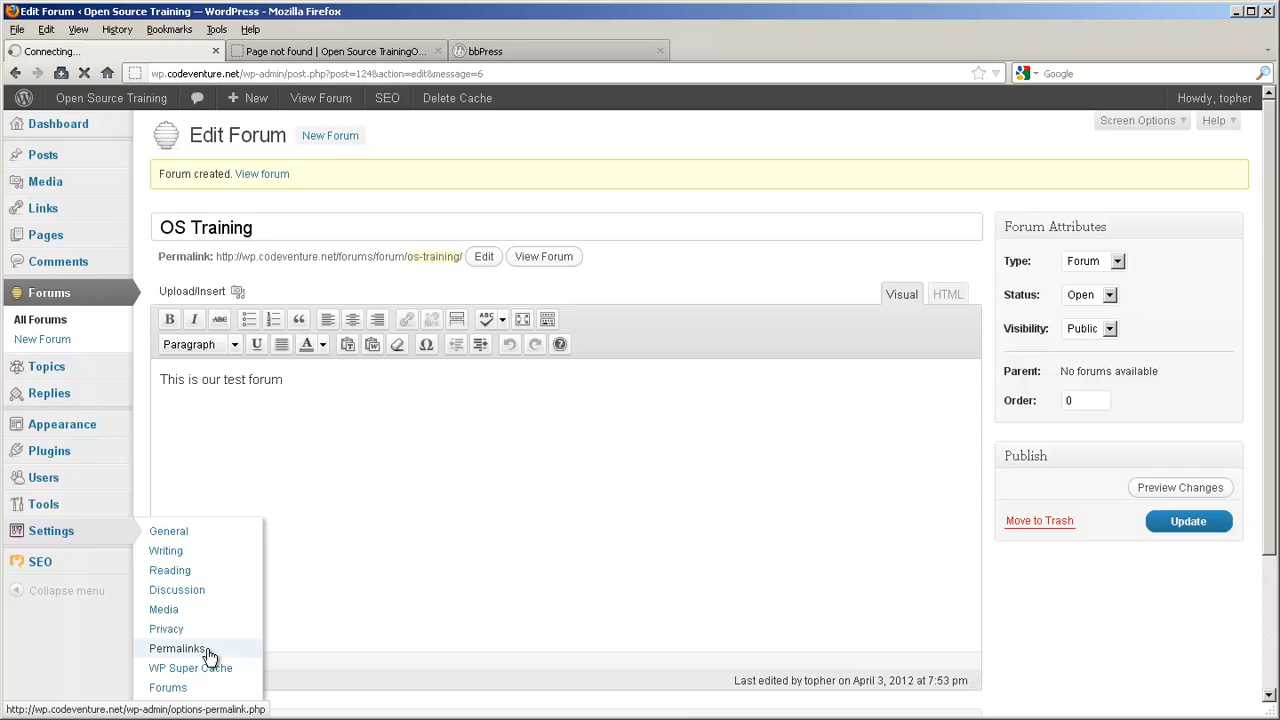 Edit Forum ‹ Open Source Training — WordPress - Mozilla Firefox
File Edit View History Bookmarks Tools Help
Connecting... Page not found | Open Source TrainingO... bbPress
wp.codeventure.net/wp-admin/post.php?post=124&action=edit&message=6 Google
Open Source Training New View Forum SEO Delete Cache Howdy, topher
Dashboard
Posts
Media
Links
Pages
Comments
Forums
All Forums
New Forum
Topics
Replies
Appearance
Plugins
Users
Tools
Settings
SEO
Collapse menu
General
Writing
Reading
Discussion
Media
Privacy
Permalinks
WP Super Cache
Forums
Edit Forum New Forum
Screen Options Help
Forum created. View forum
OS Training
Permalink: http://wp.codeventure.net/forums/forum/os-training/ Edit View Forum
Upload/Insert
Visual HTML
B I ABC ABC
Paragraph U A Ω
This is our test forum
Last edited by topher on April 3, 2012 at 7:53 pm
Forum Attributes
Type: Forum
Status: Open
Visibility: Public
Parent: No forums available
Order: 0
Publish
Preview Changes
Move to Trash Update
http://wp.codeventure.net/wp-admin/options-permalink.php